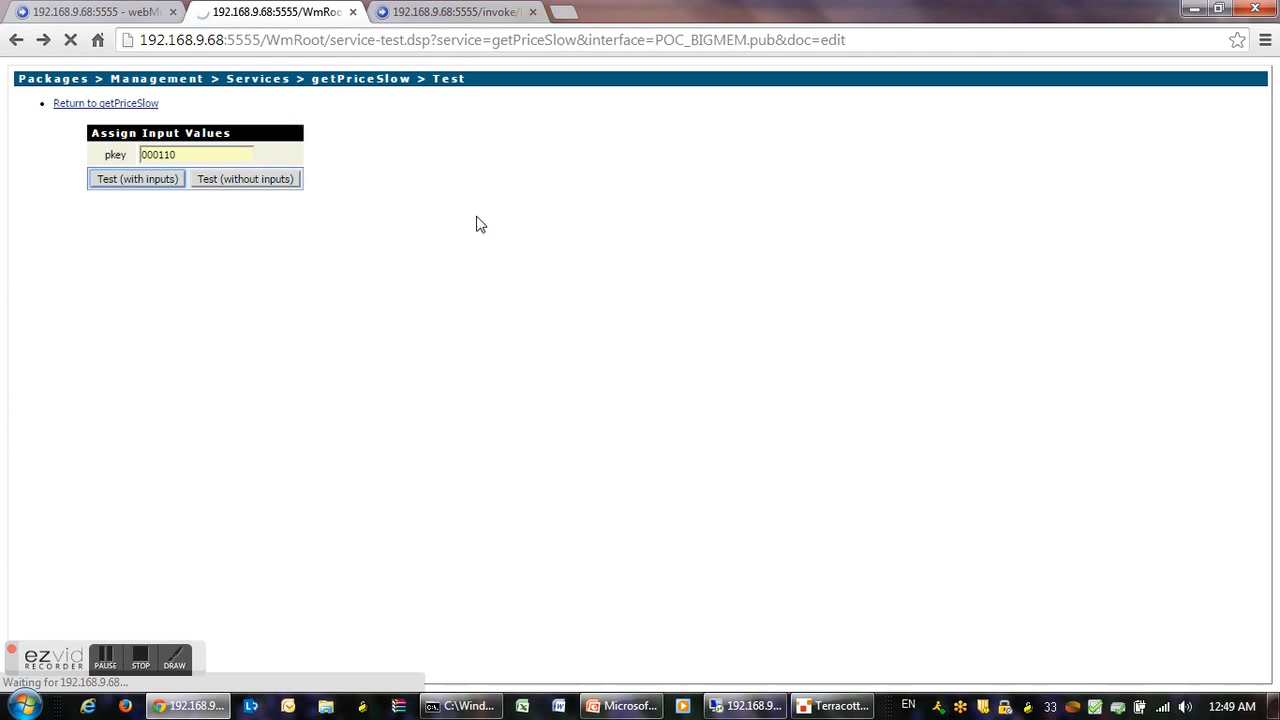 192.168.9.68:5555 - webM
192.168.9.68:5555/WmRoo
192.168.9.68:5555/invoke/
192.168.9.68:5555/WmRoot/service-test.dsp?service=getPriceSlow&interface=POC_BIGMEM.pub&doc=edit
Packages > Management > Services > getPriceSlow > Test
Return to getPriceSlow
Assign Input Values
pkey 000110
Test (with inputs) Test (without inputs)
ezvid
RECORDER
PAUSE STOP DRAW
Waiting for 192.168.9.68...
192.168.9... C:\Wind... Microsof... 192.168.9... Terracott... EN 33 12:49 AM